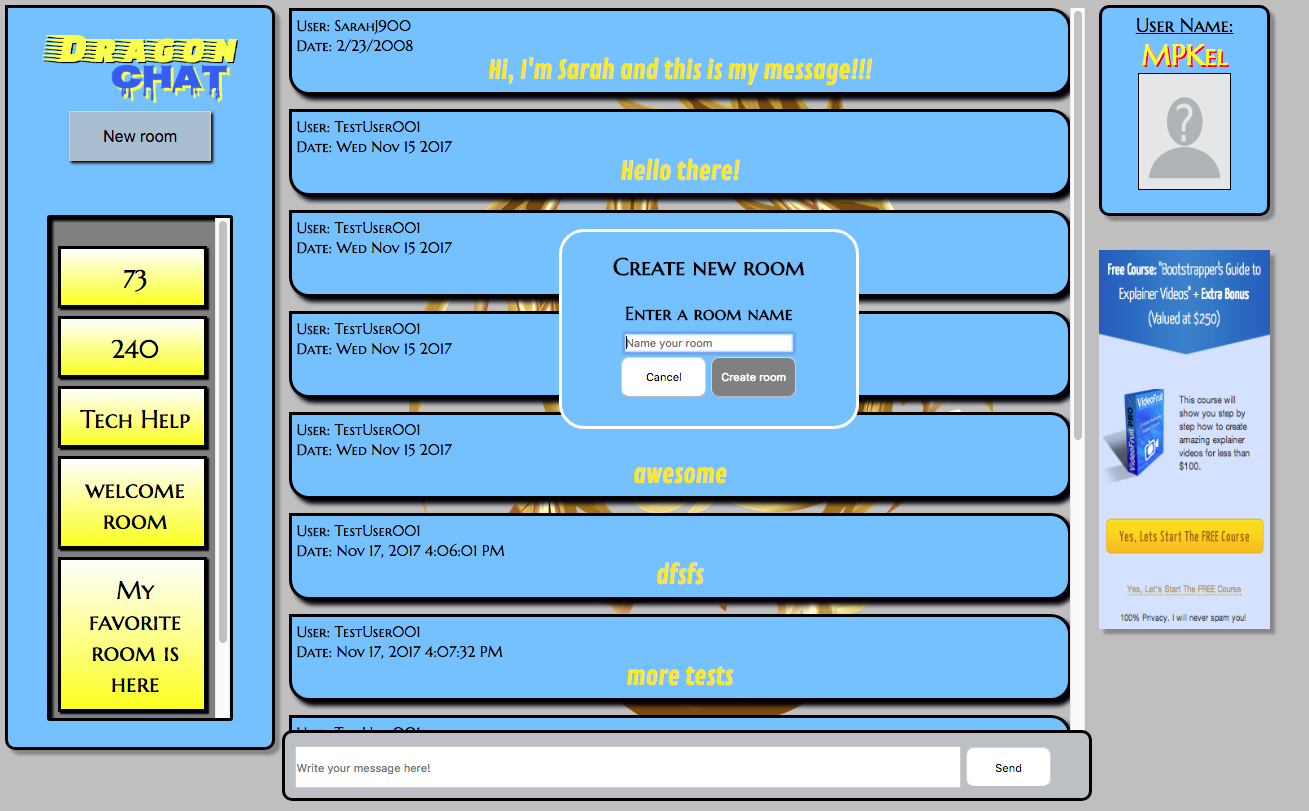 Dragon
CHAT
New room
73
240
Tech Help
welcome
room
My
favorite
room is
here
User: SarahJ900
Date: 2/23/2008
Hi, I'm Sarah and this is my message!!!
User: TestUser001
Date: Wed Nov 15 2017
Hello there!
User: TestUser001
Date: Wed Nov 15 2017
User: TestUser001
Date: Wed Nov 15 2017
User: TestUser001
Date: Wed Nov 15 2017
awesome
User: TestUser001
Date: Nov 17, 2017 4:06:01 PM
dfsfs
User: TestUser001
Date: Nov 17, 2017 4:07:32 PM
more tests
User: TestUser001
Create new room
Enter a room name
Name your room
Cancel
Create room
Write your message here!
Send
User Name:
MPKel
Free Course: "Bootstrapper's Guide to
Explainer Videos" + Extra Bonus
(Valued at $250)
VideoFruit
VideoFruit PRO
This course will
show you step by
step how to create
amazing explainer
videos for less than
$100.
Yes, Lets Start The FREE Course
Yes, Let's Start The FREE Course
100% Privacy. I will never spam you!